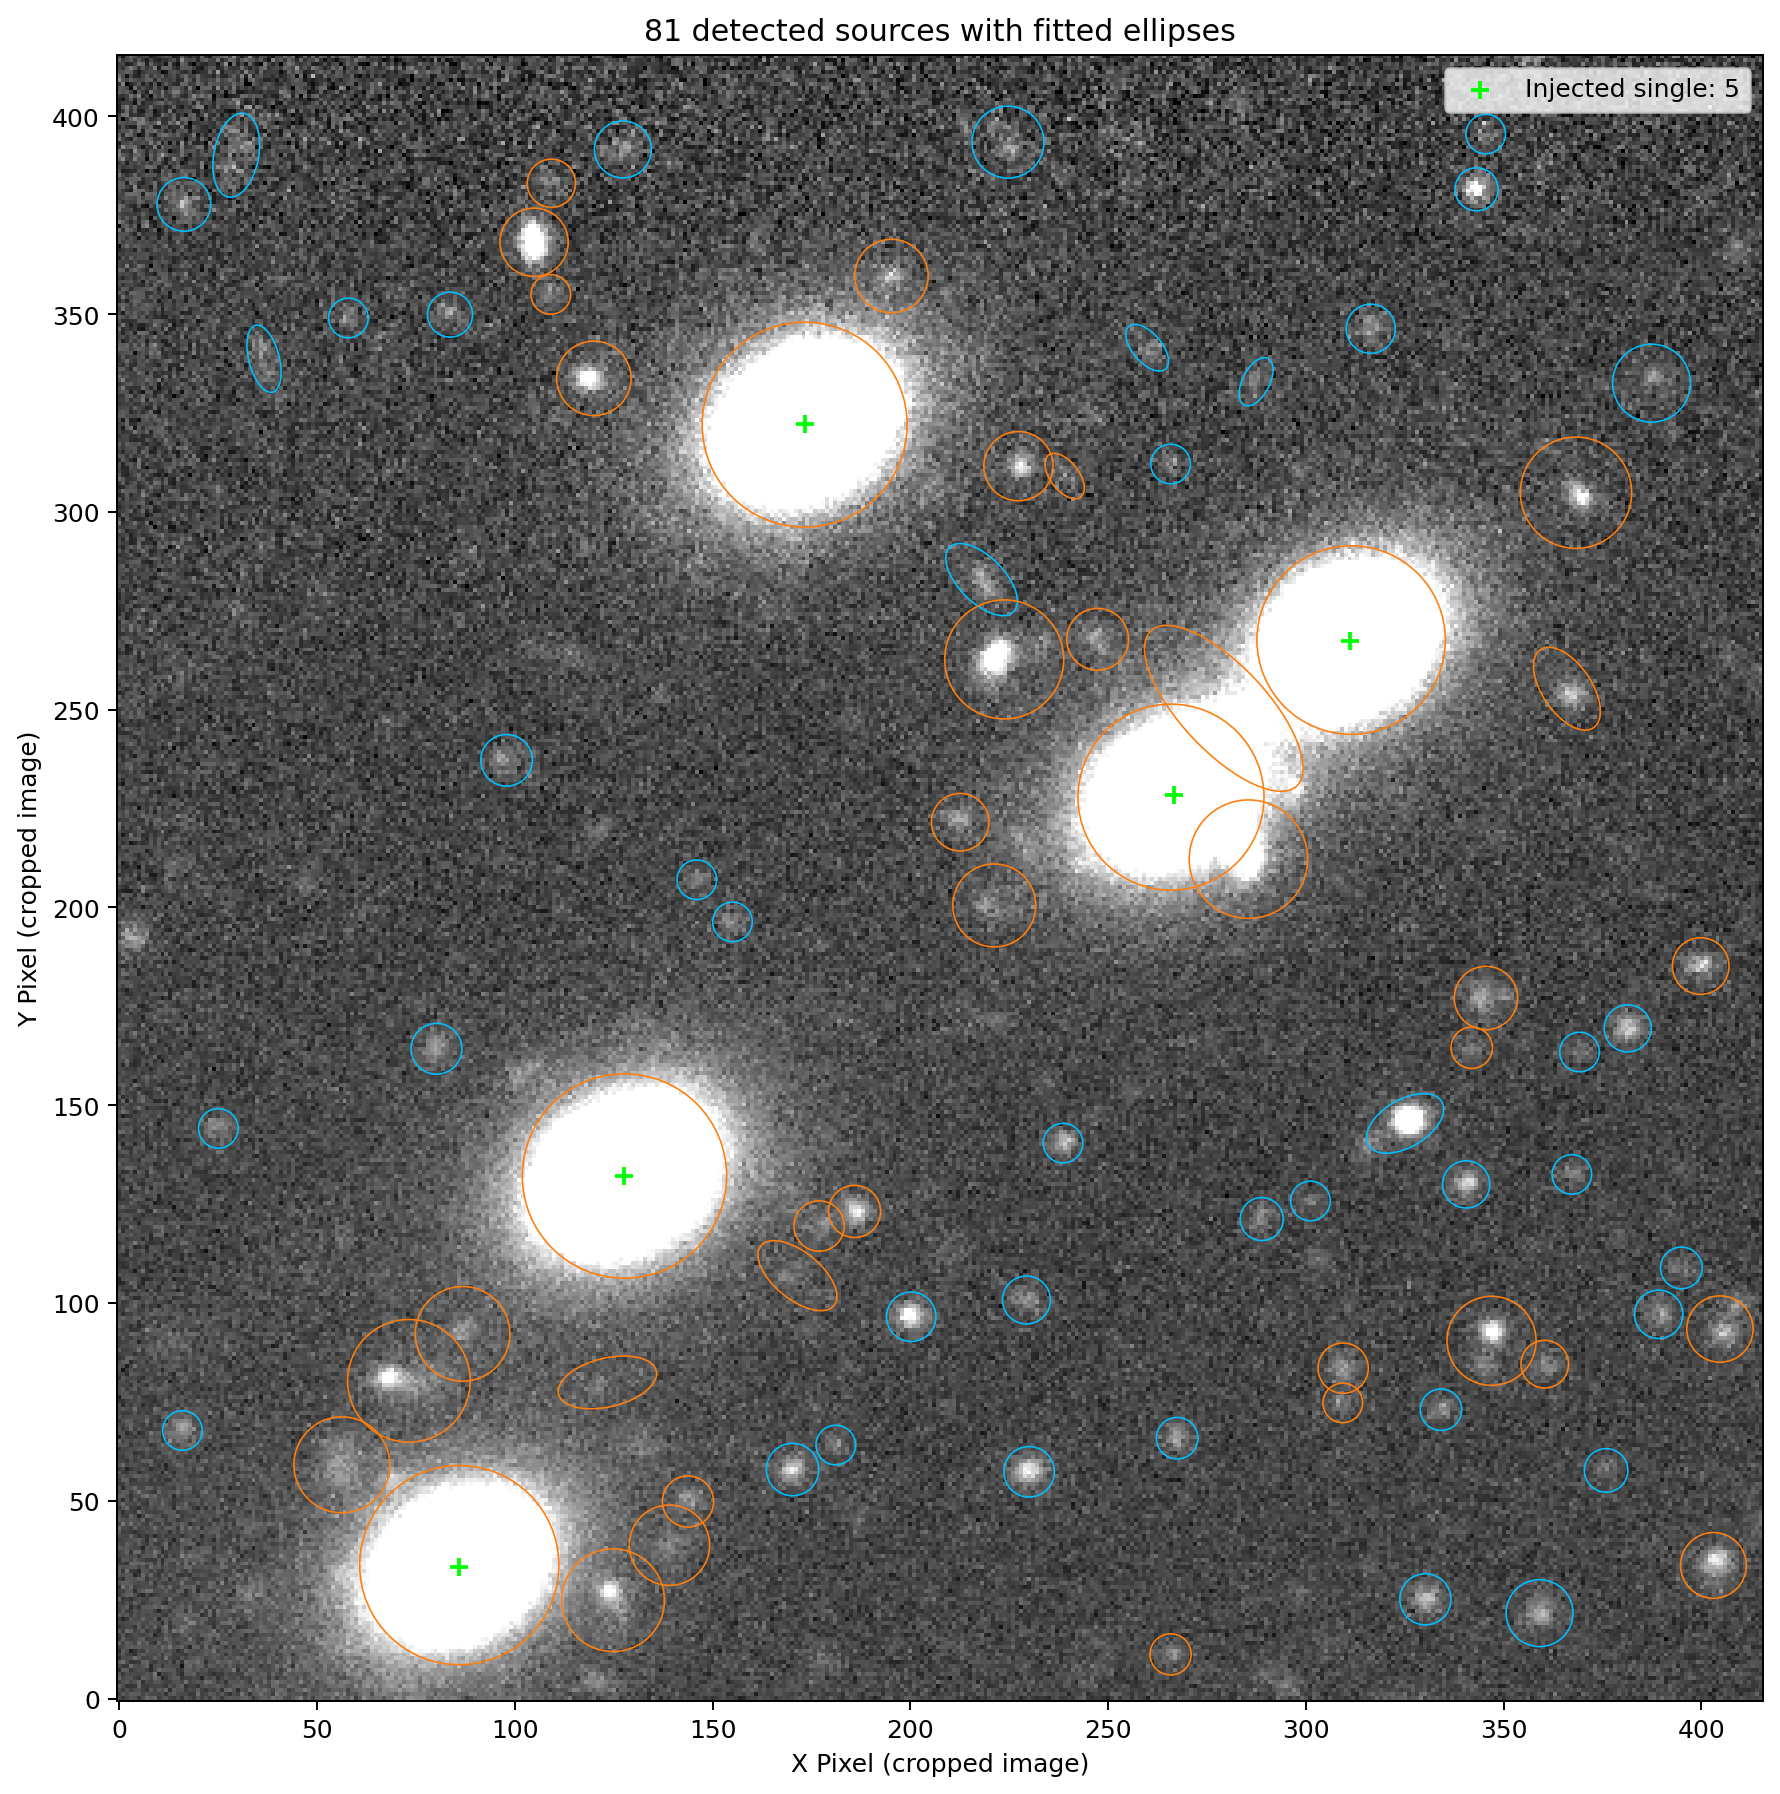 81 detected sources with fitted ellipses
Injected single: 5
Y Pixel (cropped image)
400
350
300
250
200
150
100
50
0
0 50 100 150 200 250 300 350 400
X Pixel (cropped image)